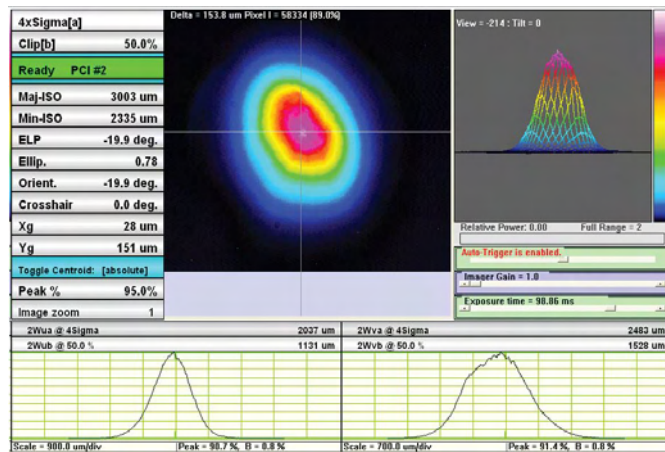 4xSigma[a]
Clip[b] 50.0%
Ready PCI #2
Maj-ISO 3003 um
Min-ISO 2335 um
ELP -19.9 deg.
Ellip. 0.78
Orient. -19.9 deg.
Crosshair 0.0 deg.
Xg 28 um
Yg 151 um
Toggle Centroid: [absolute]
Peak % 95.0%
Image zoom 1
Delta = 153.8 um Pixel I = 58334 (89.0%)
View = -214 : Tilt = 0
Relative Power: 0.00 Full Range = 2
Auto-Trigger is enabled.
Imager Gain = 1.0
Exposure time = 98.86 ms
2Wua @ 4Sigma 2037 um
2Wub @ 50.0 % 1131 um
Scale = 900.0 um/div Peak = 90.7 %, B = 0.8 %
2Wva @ 4Sigma 2483 um
2Wvb @ 50.0 % 1528 um
Scale = 700.0 um/div Peak = 91.4 %, B = 0.8 %